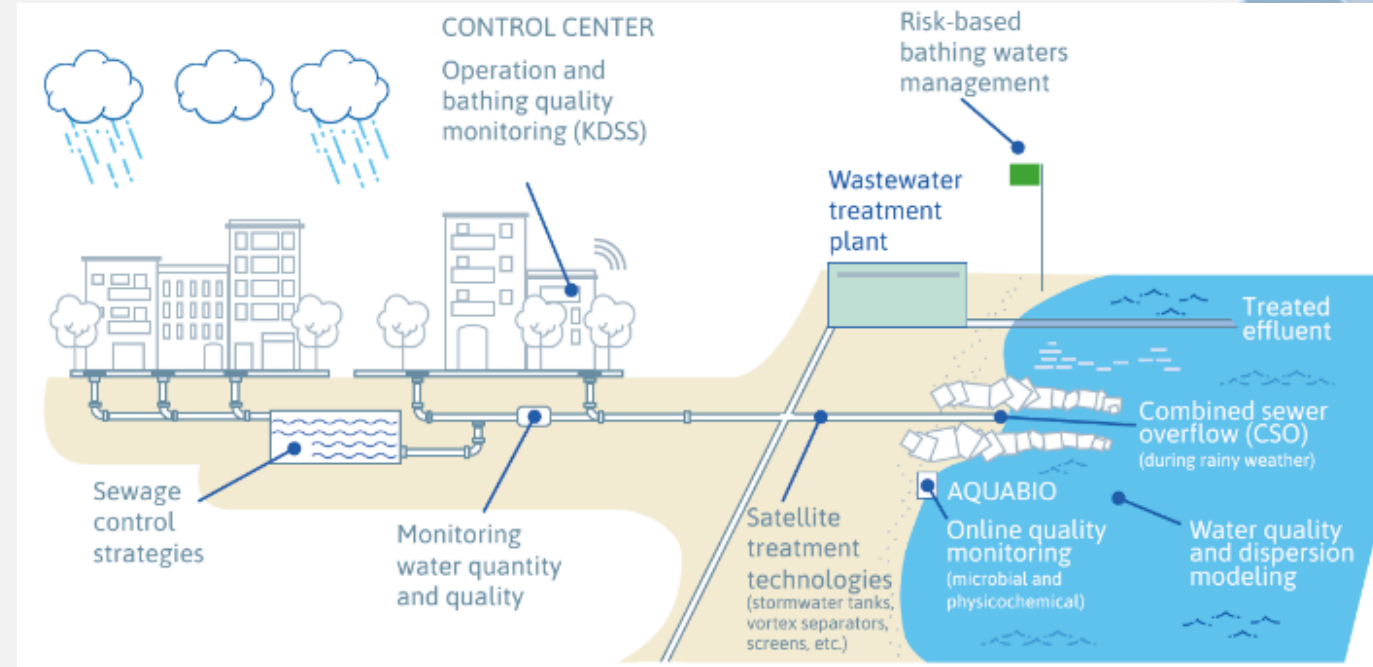 CONTROL CENTER
Operation and
bathing quality
monitoring (KDSS)
Risk-based
bathing waters
management
Wastewater
treatment
plant
Treated
effluent
Combined sewer
overflow (CSO)
(during rainy weather)
Sewage
control
strategies
Monitoring
water quantity
and quality
Satellite
treatment
technologies
(stormwater tanks,
vortex separators,
screens, etc.)
AQUABIO
Online quality
monitoring
(microbial and
physicochemical)
Water quality
and dispersion
modeling